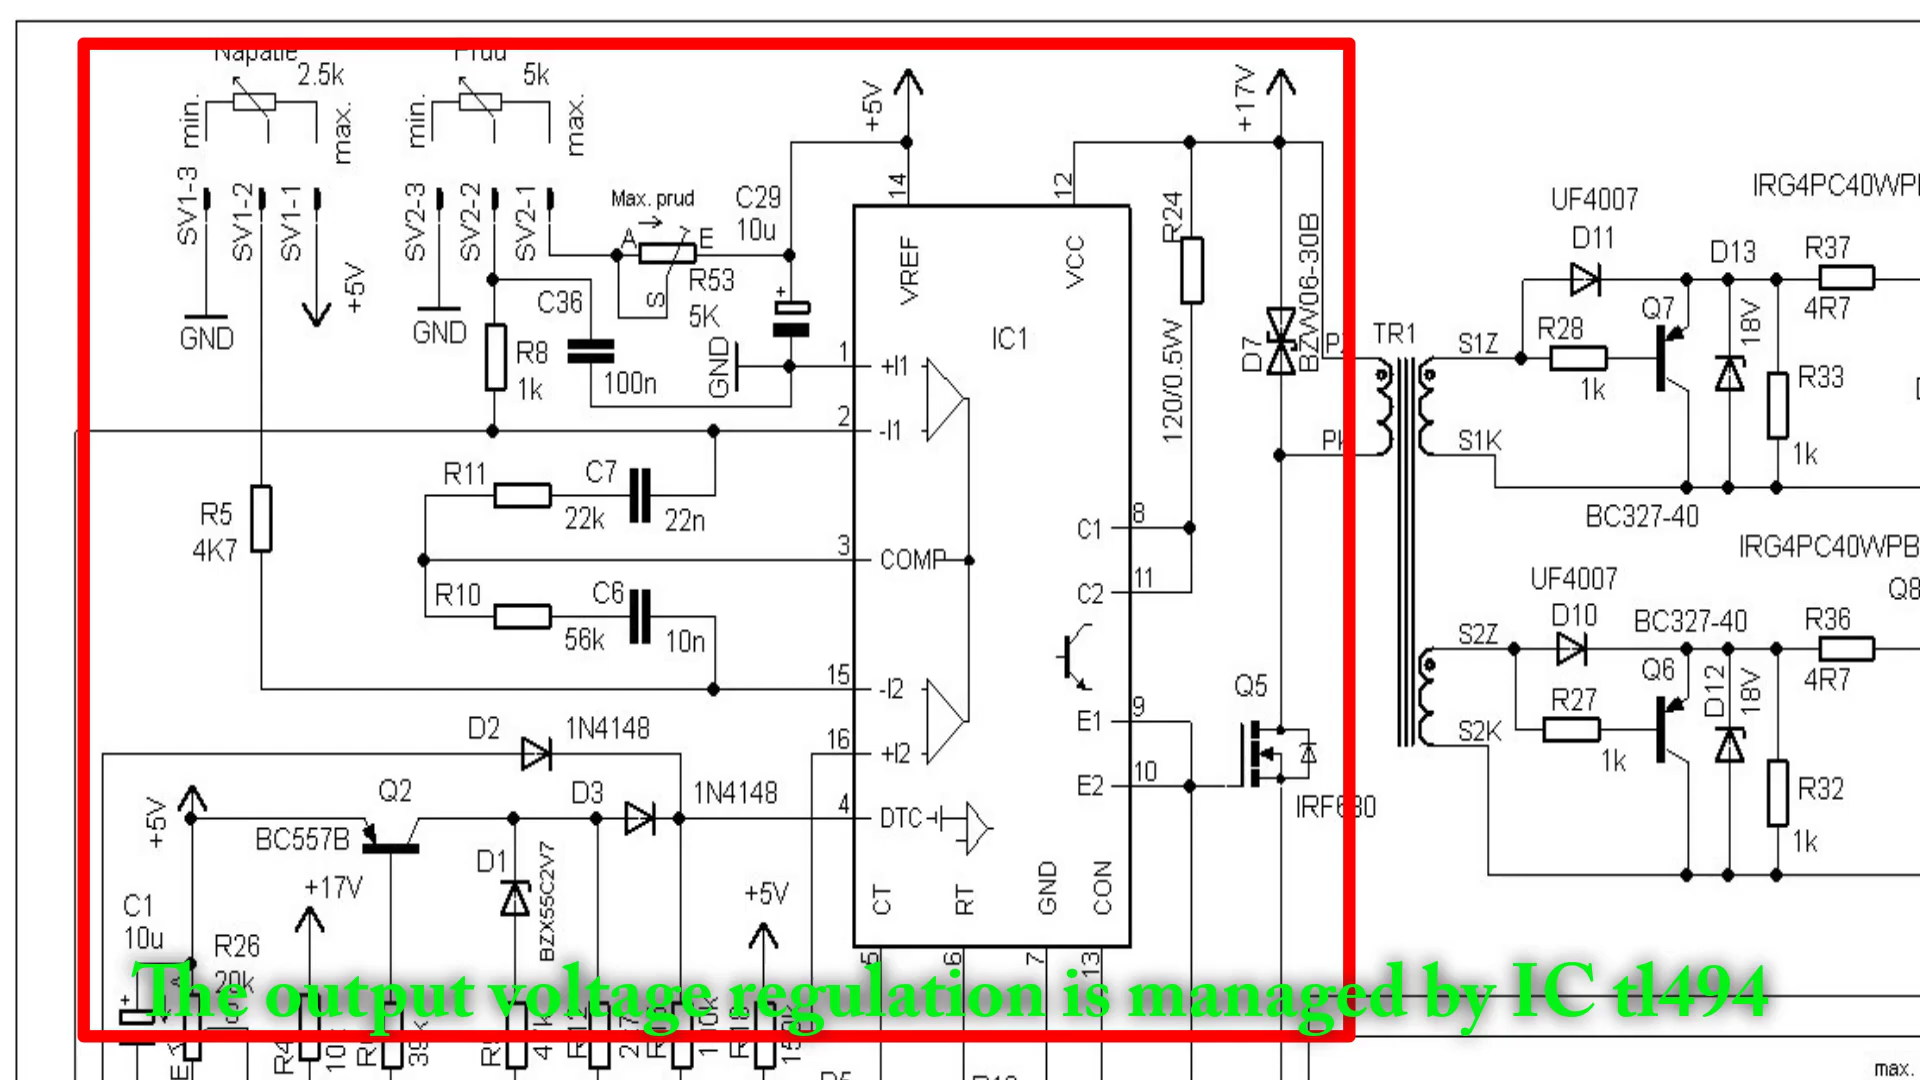 Napatie
2.5k
min.
max.
SV1-3
SV1-2
SV1-1
+5V
GND
Prud
5k
min.
max.
SV2-3
SV2-2
SV2-1
GND
Max. prud
A
E
S
R53
5K
C29
10u
+
GND
C36
100n
R8
1k
+5V
14
12
+17V
VREF
VCC
IC1
1
+I1
2
-I1
3
COMP
15
-I2
16
+I2
4
DTC
CT
RT
GND
CON
5
6
7
13
C1
8
C2
11
E1
9
E2
10
R24
120/0.5W
D7
BZW06-30B
Q5
IRF630
R11
22k
C7
22n
R10
56k
C6
10n
R5
4K7
D2
1N4148
D3
1N4148
Q2
BC557B
+5V
+17V
D1
BZX55C2V7
+5V
C1
10u
+
R26
20k
TR1
S1Z
S1K
S2Z
S2K
UF4007
D11
R28
1k
Q7
D13
18V
BC327-40
R37
4R7
R33
1k
UF4007
D10
R27
1k
BC327-40
Q6
D12
18V
R36
4R7
R32
1k
Q8
max.
The output voltage regulation is managed by IC tl494